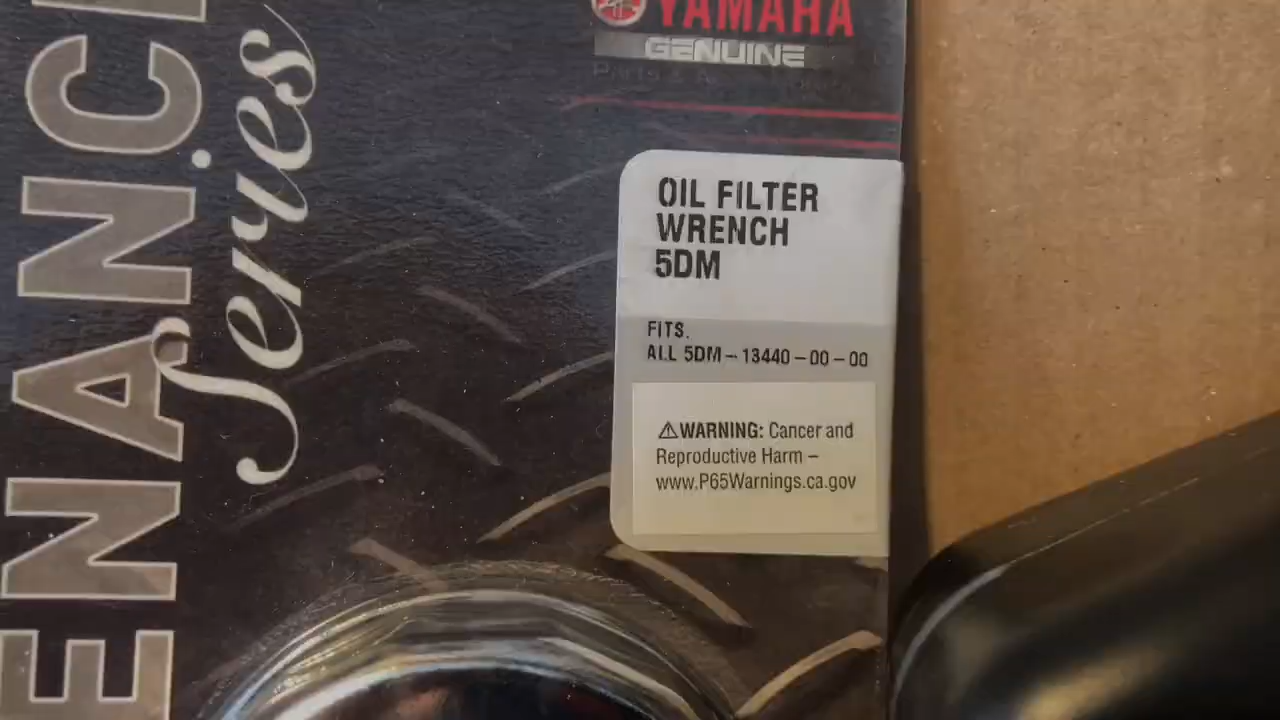 YAMAHA
GENUINE
Parts &
OIL FILTER
WRENCH
5DM
FITS.
ALL 5DM-13440-00-00
⚠WARNING: Cancer and
Reproductive Harm –
www.P65Warnings.ca.gov
ENANC
Series